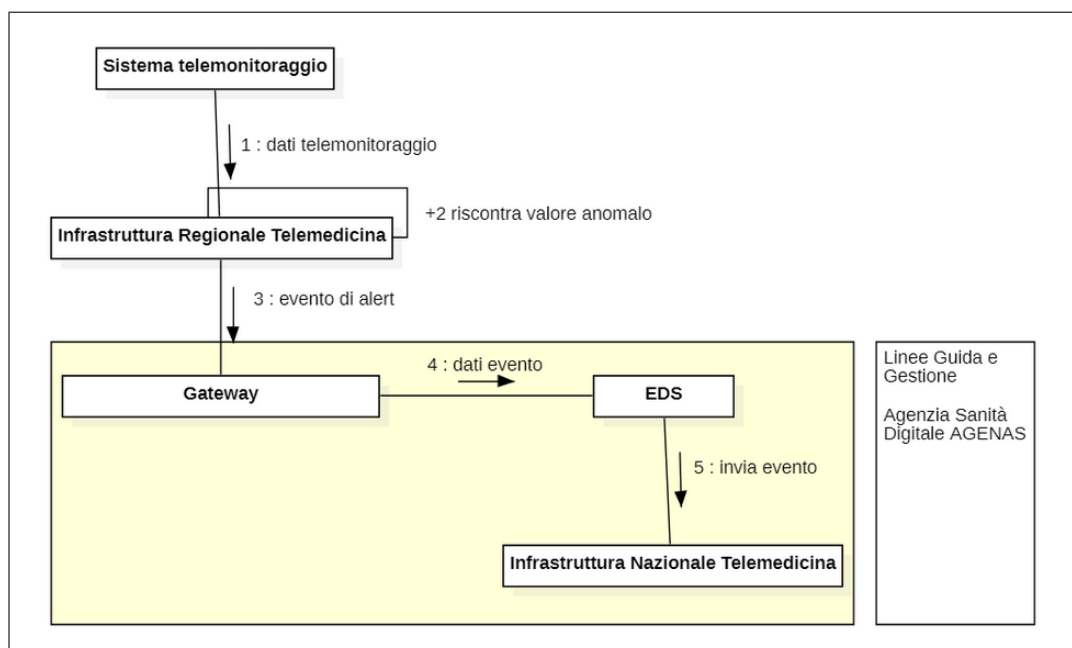 Sistema telemonitoraggio
1 : dati telemonitoraggio
+2 riscontra valore anomalo
Infrastruttura Regionale Telemedicina
3 : evento di alert
4 : dati evento
Gateway
EDS
5 : invia evento
Infrastruttura Nazionale Telemedicina
Linee Guida e
Gestione
Agenzia Sanità
Digitale AGENAS